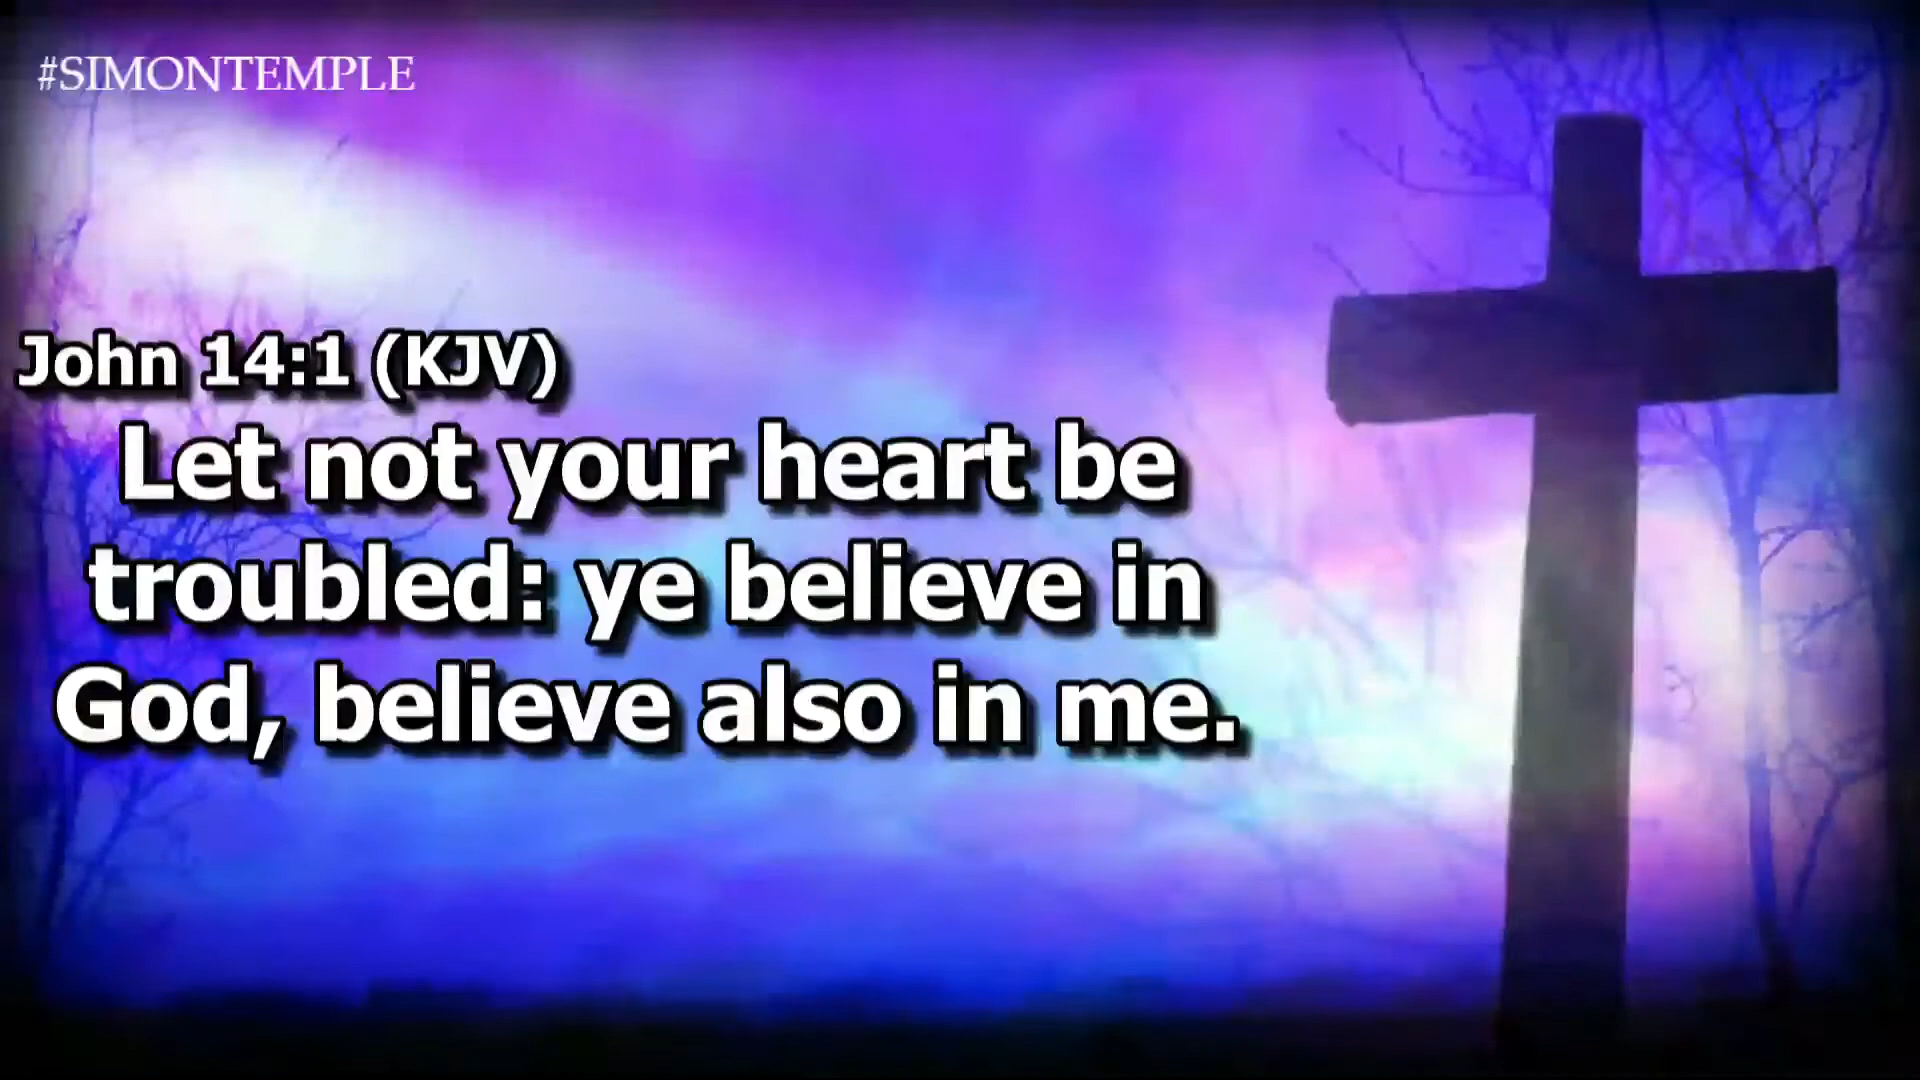 #SIMONTEMPLE
John 14:1 (KJV)
Let not your heart be
troubled: ye believe in
God, believe also in me.